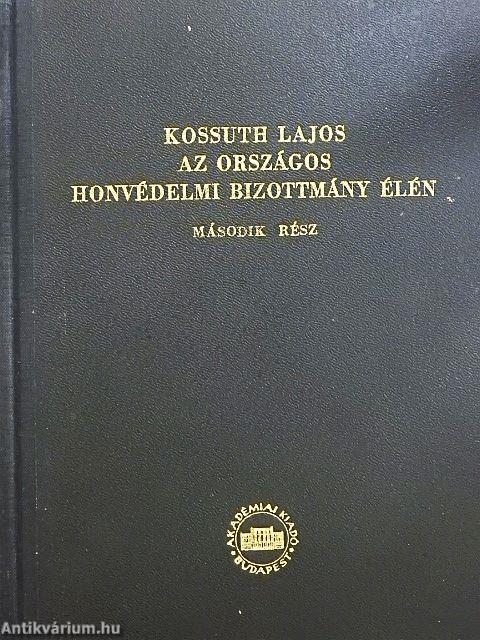 KOSSUTH LAJOS
AZ ORSZÁGOS
HONVÉDELMI BIZOTTMÁNY ÉLÉN
MÁSODIK RÉSZ
AKADÉMIAI KIADÓ
BUDAPEST
Antikvárium.hu